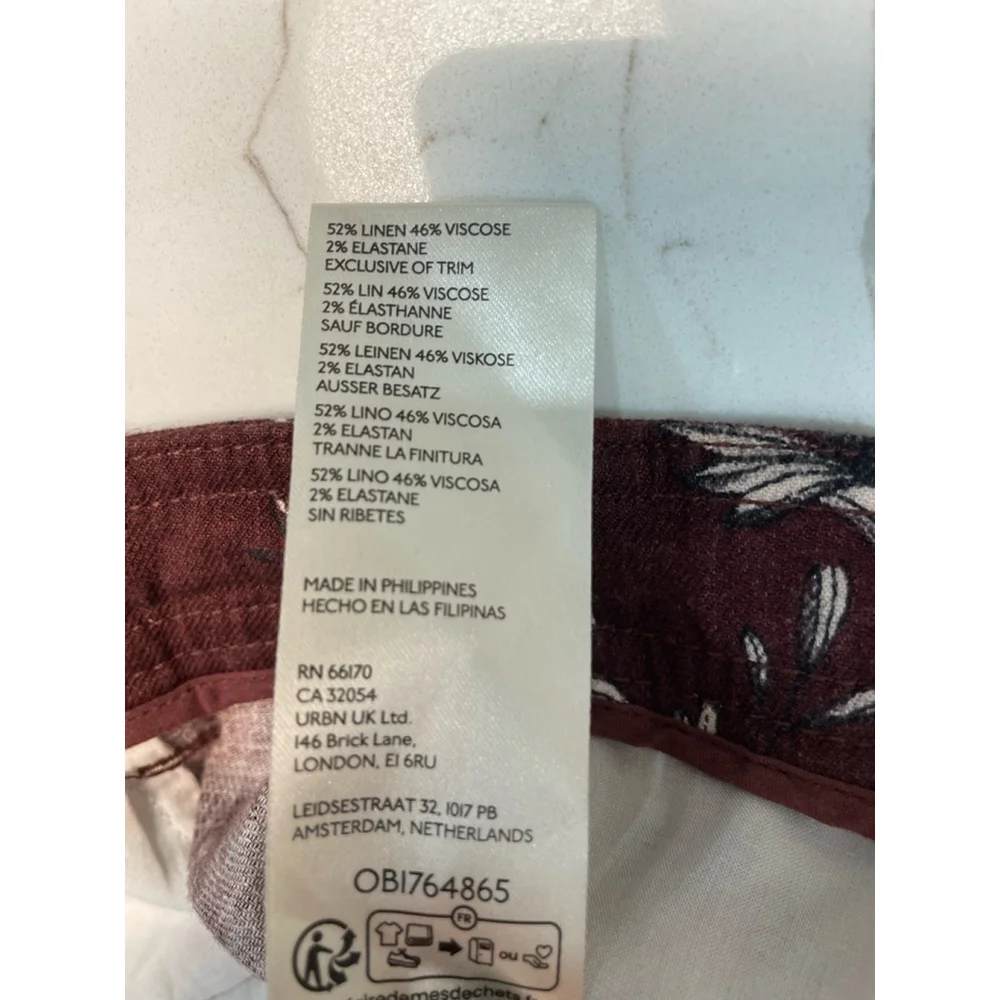 52% LINEN 46% VISCOSE
2% ELASTANE
EXCLUSIVE OF TRIM
52% LIN 46% VISCOSE
2% ÉLASTHANNE
SAUF BORDURE
52% LEINEN 46% VISKOSE
2% ELASTAN
AUSSER BESATZ
52% LINO 46% VISCOSA
2% ELASTAN
TRANNE LA FINITURA
52% LINO 46% VISCOSA
2% ELASTANE
SIN RIBETES
MADE IN PHILIPPINES
HECHO EN LAS FILIPINAS
RN 66170
CA 32054
URBN UK Ltd.
146 Brick Lane,
LONDON, E1 6RU
LEIDSESTRAAT 32, 1017 PB
AMSTERDAM, NETHERLANDS
OB1764865
FR
ou